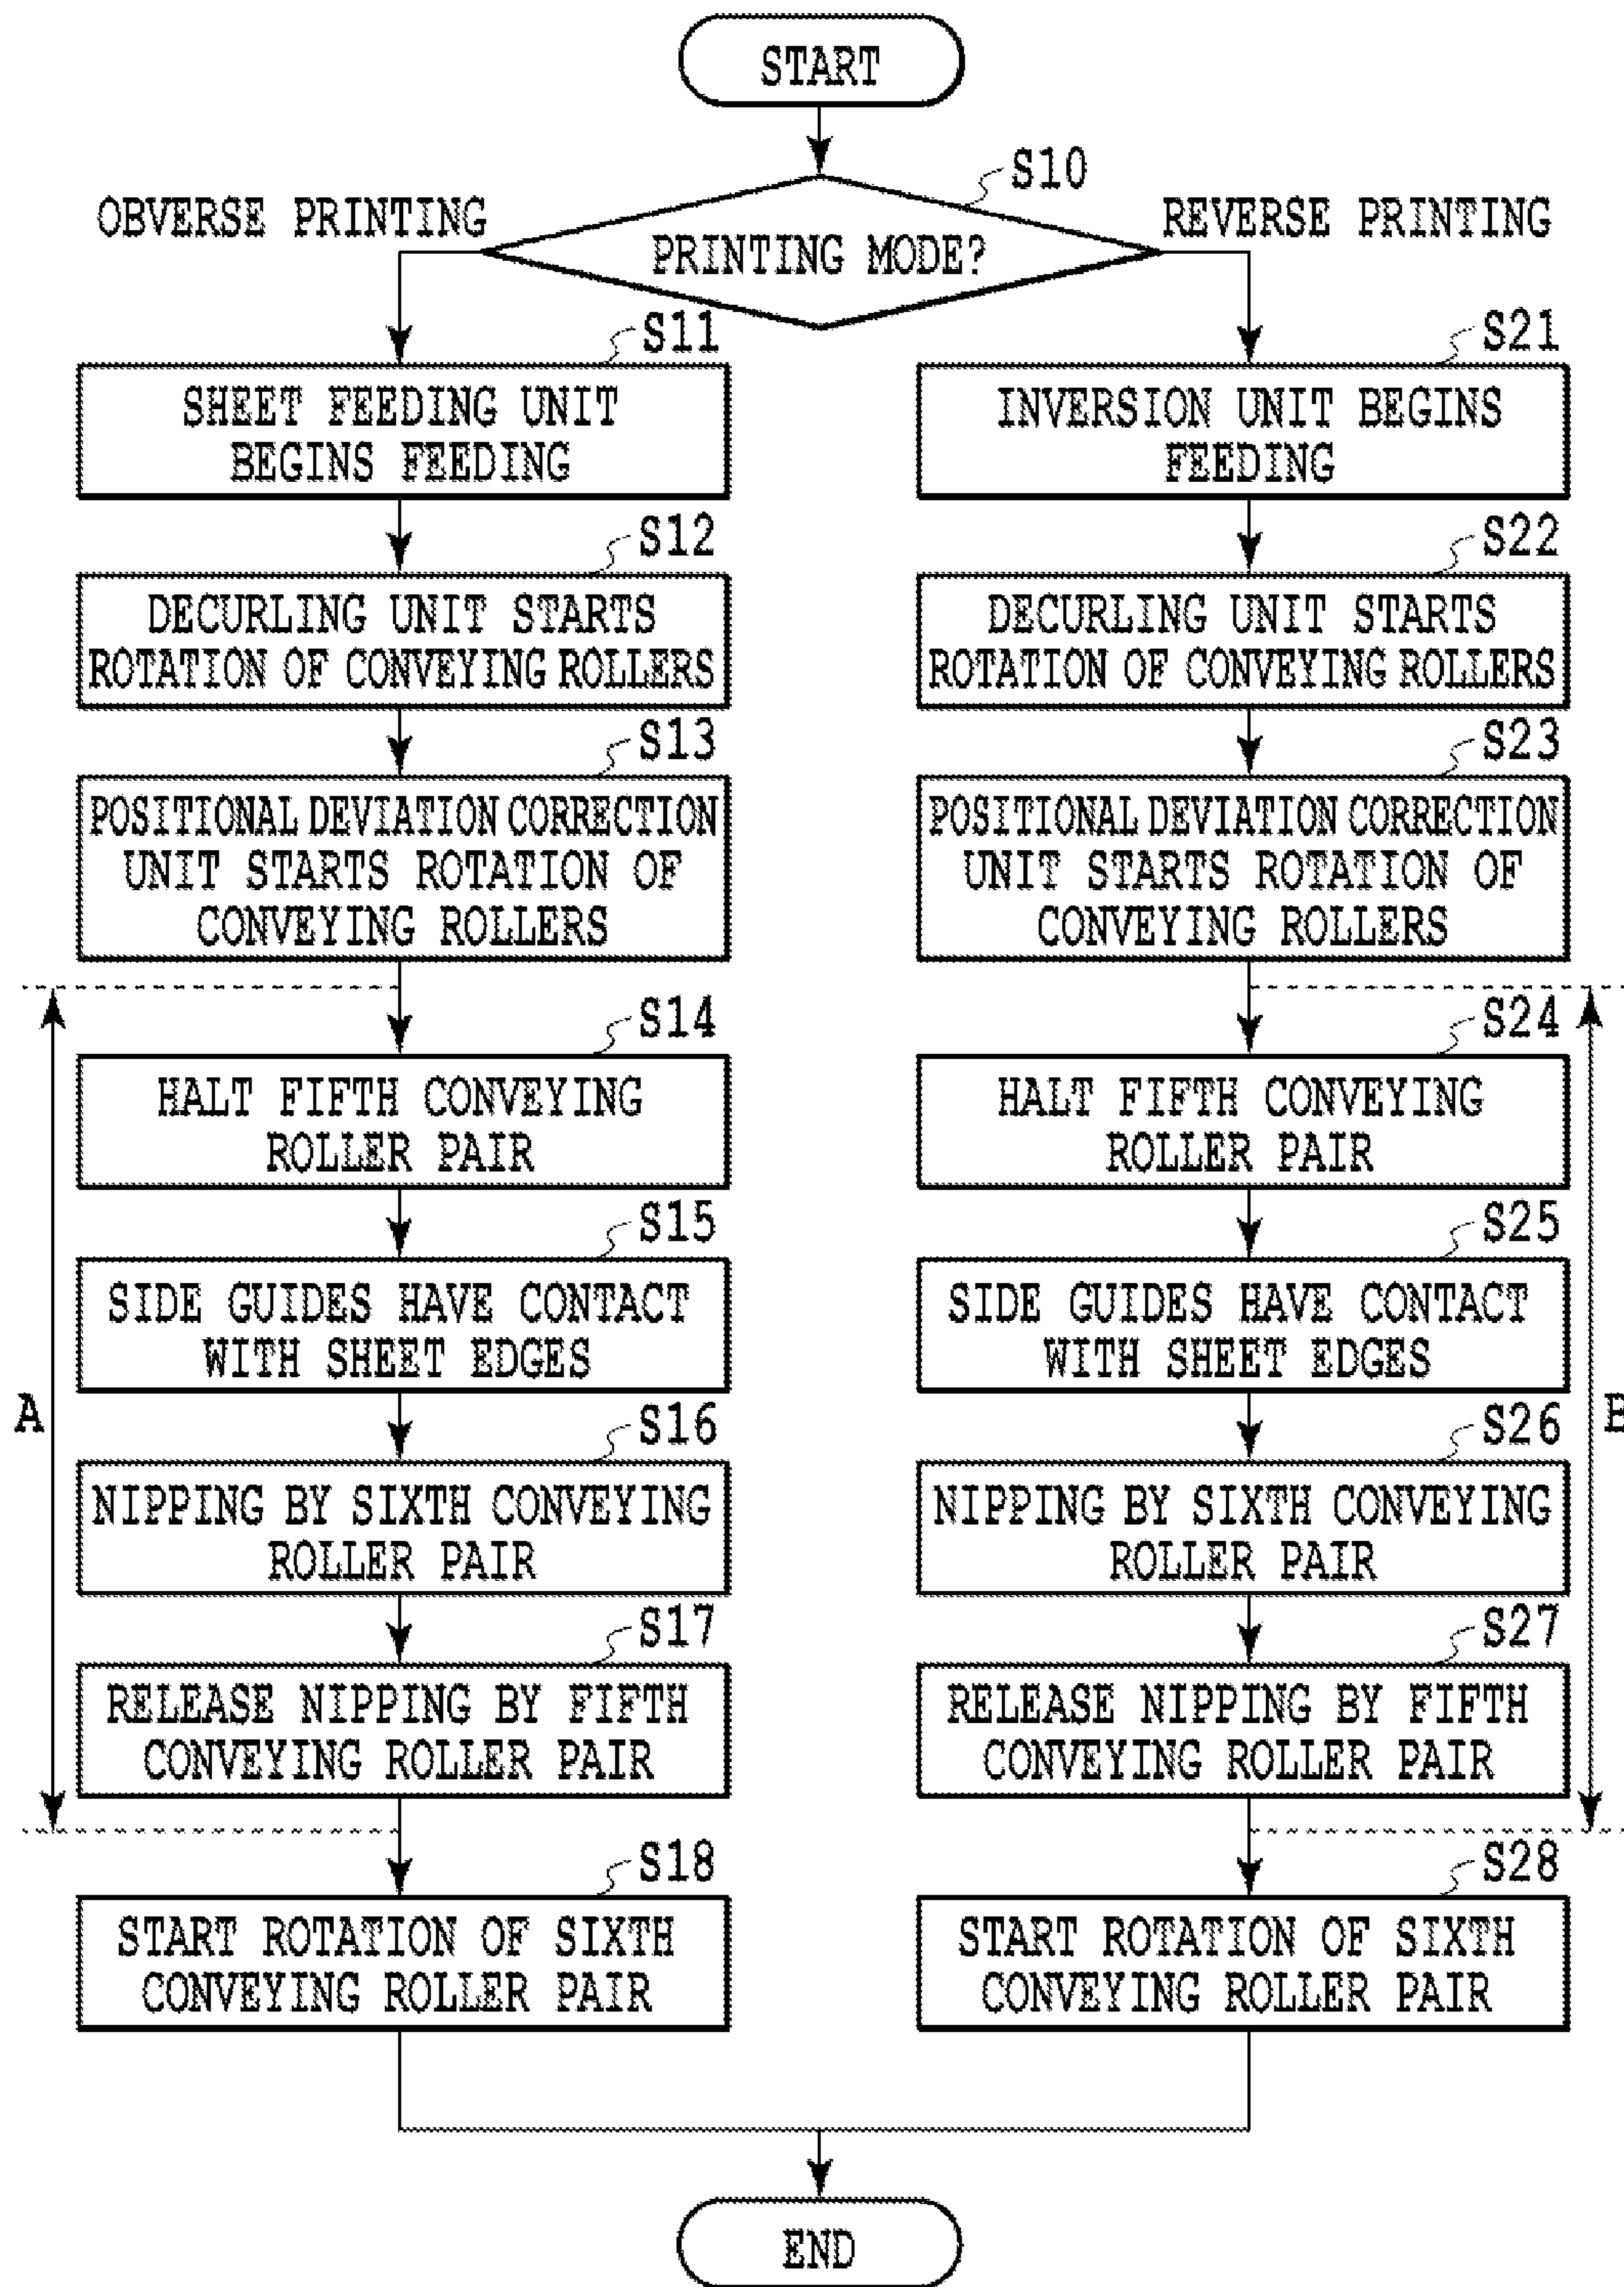 START
S10
OBVERSE PRINTING
REVERSE PRINTING
PRINTING MODE?
S11
SHEET FEEDING UNIT
BEGINS FEEDING
S12
DECURLING UNIT STARTS
ROTATION OF CONVEYING ROLLERS
S13
POSITIONAL DEVIATION CORRECTION
UNIT STARTS ROTATION OF
CONVEYING ROLLERS
A
S14
HALT FIFTH CONVEYING
ROLLER PAIR
S15
SIDE GUIDES HAVE CONTACT
WITH SHEET EDGES
S16
NIPPING BY SIXTH CONVEYING
ROLLER PAIR
S17
RELEASE NIPPING BY FIFTH
CONVEYING ROLLER PAIR
S18
START ROTATION OF SIXTH
CONVEYING ROLLER PAIR
S21
INVERSION UNIT BEGINS
FEEDING
S22
DECURLING UNIT STARTS
ROTATION OF CONVEYING ROLLERS
S23
POSITIONAL DEVIATION CORRECTION
UNIT STARTS ROTATION OF
CONVEYING ROLLERS
B
S24
HALT FIFTH CONVEYING
ROLLER PAIR
S25
SIDE GUIDES HAVE CONTACT
WITH SHEET EDGES
S26
NIPPING BY SIXTH CONVEYING
ROLLER PAIR
S27
RELEASE NIPPING BY FIFTH
CONVEYING ROLLER PAIR
S28
START ROTATION OF SIXTH
CONVEYING ROLLER PAIR
END